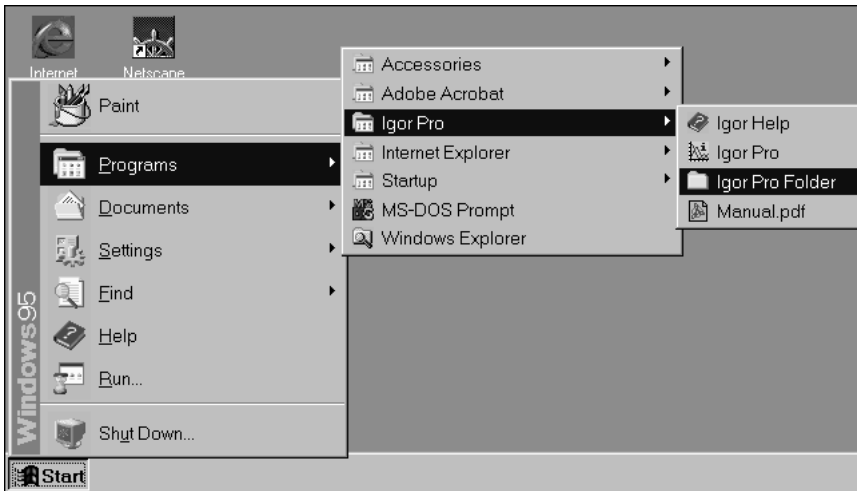 Internet
Netscape
Accessories
Adobe Acrobat
Igor Pro
Internet Explorer
Startup
MS-DOS Prompt
Windows Explorer
Igor Help
Igor Pro
Igor Pro Folder
Manual.pdf
Paint
Programs
Documents
Settings
Find
Help
Run...
Shut Down...
Windows95
Start